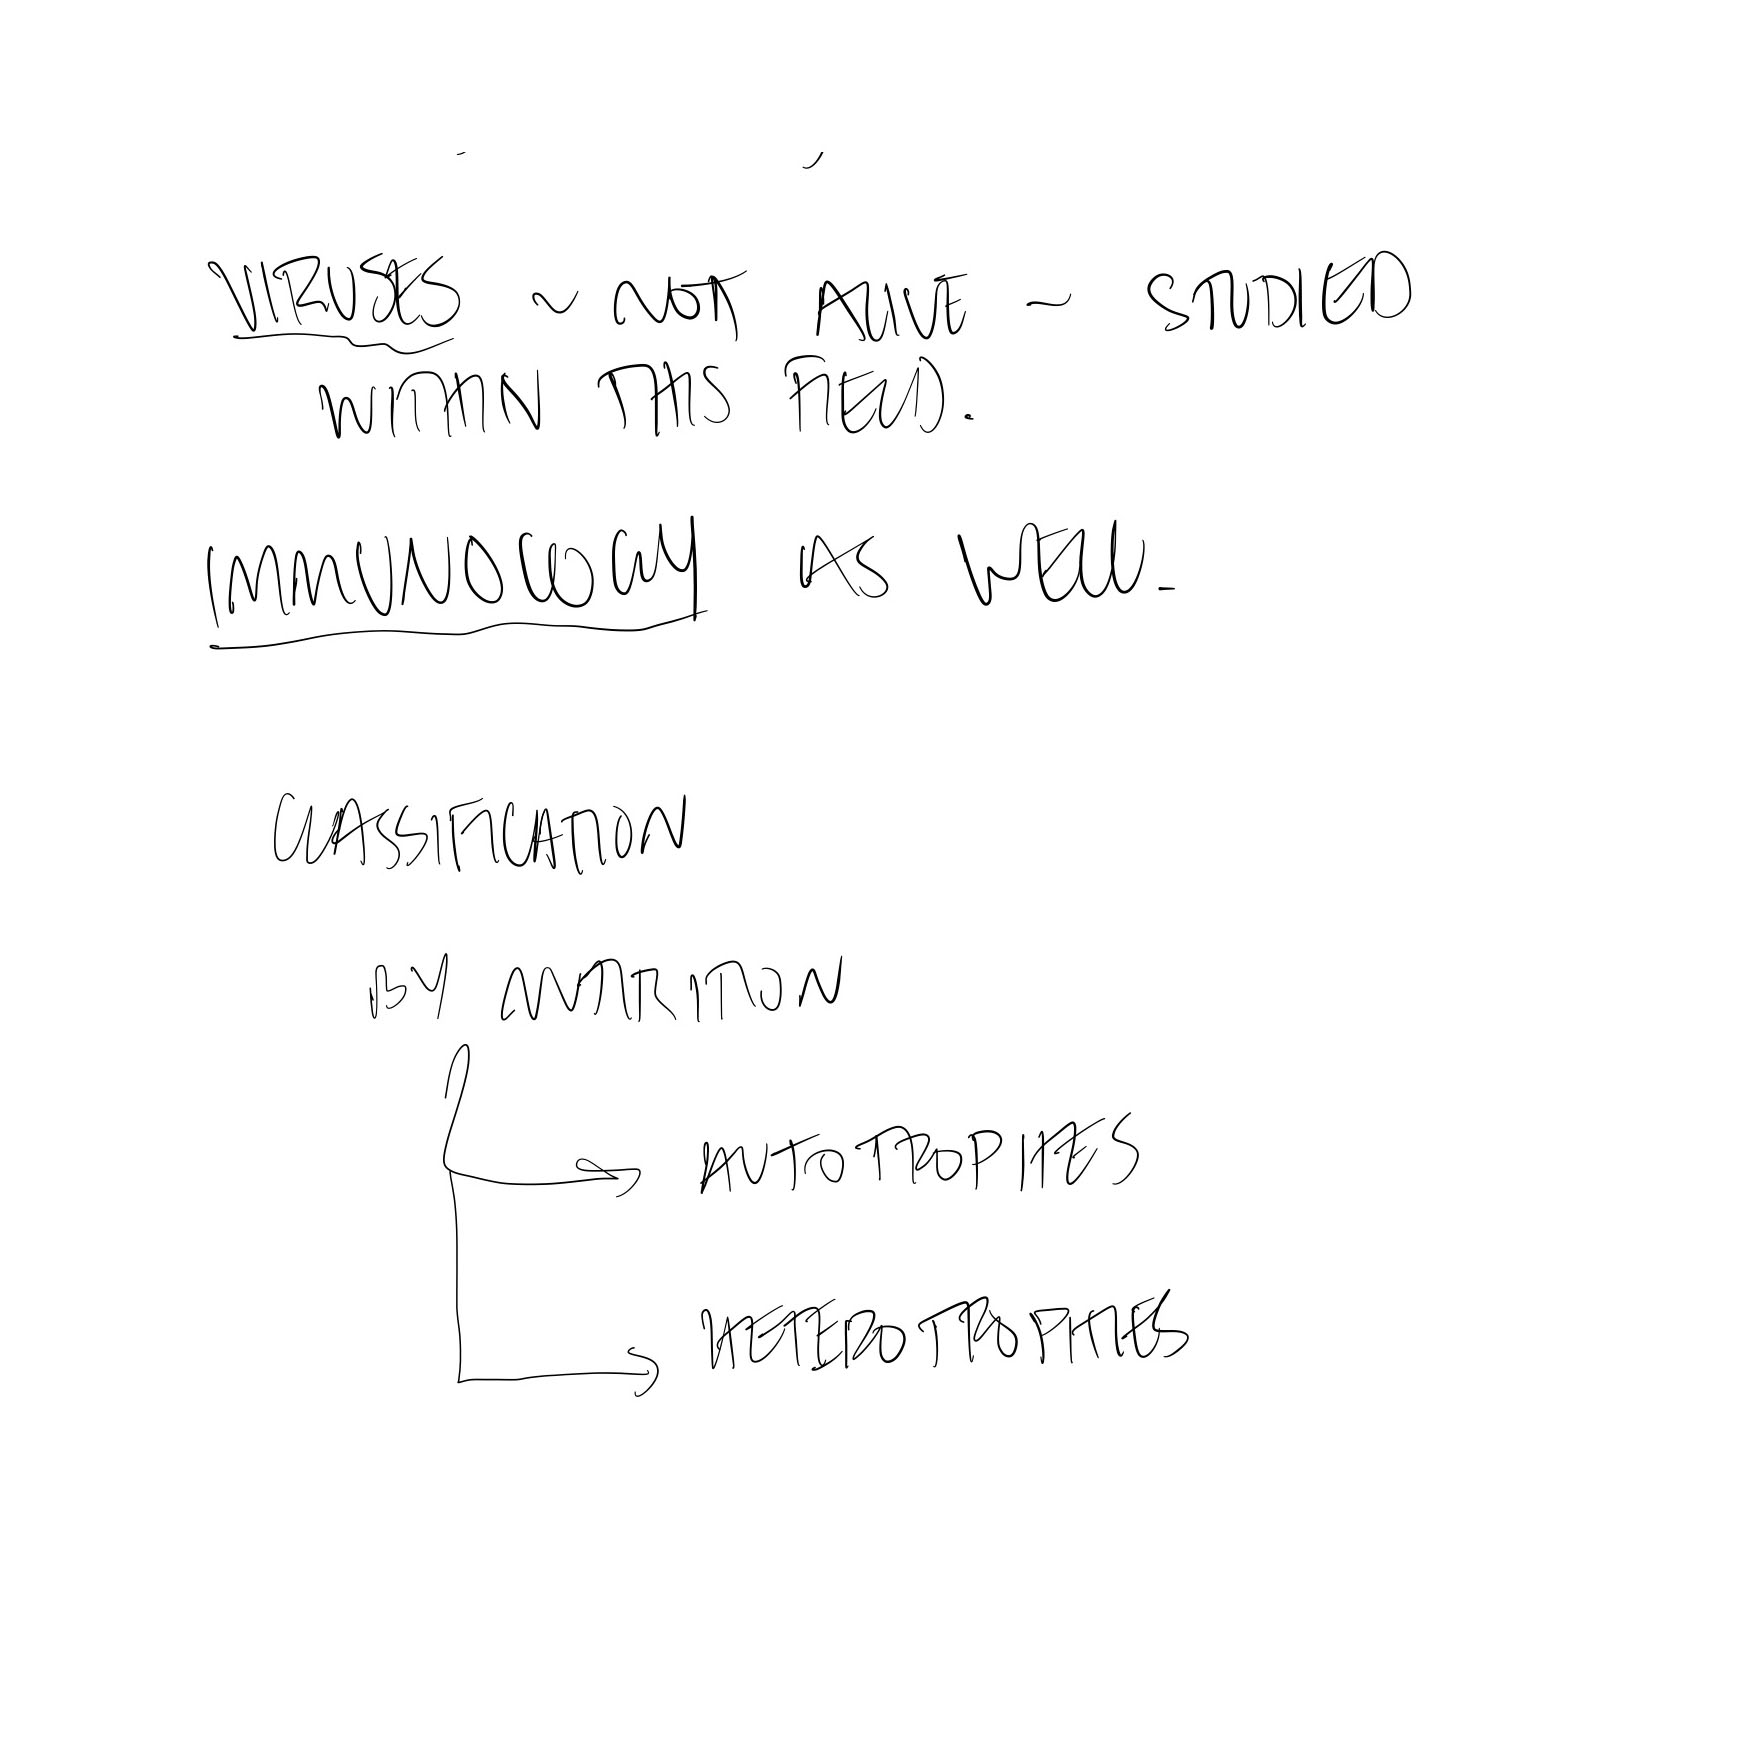 VIRUSES ~ NOT ALIVE ~ STUDIED
WITHIN THIS FIELD.
IMMUNOLOGY AS WELL.
CLASSIFICATION
BY NUTRITION
AUTOTROPHES
HETEROTROPHES